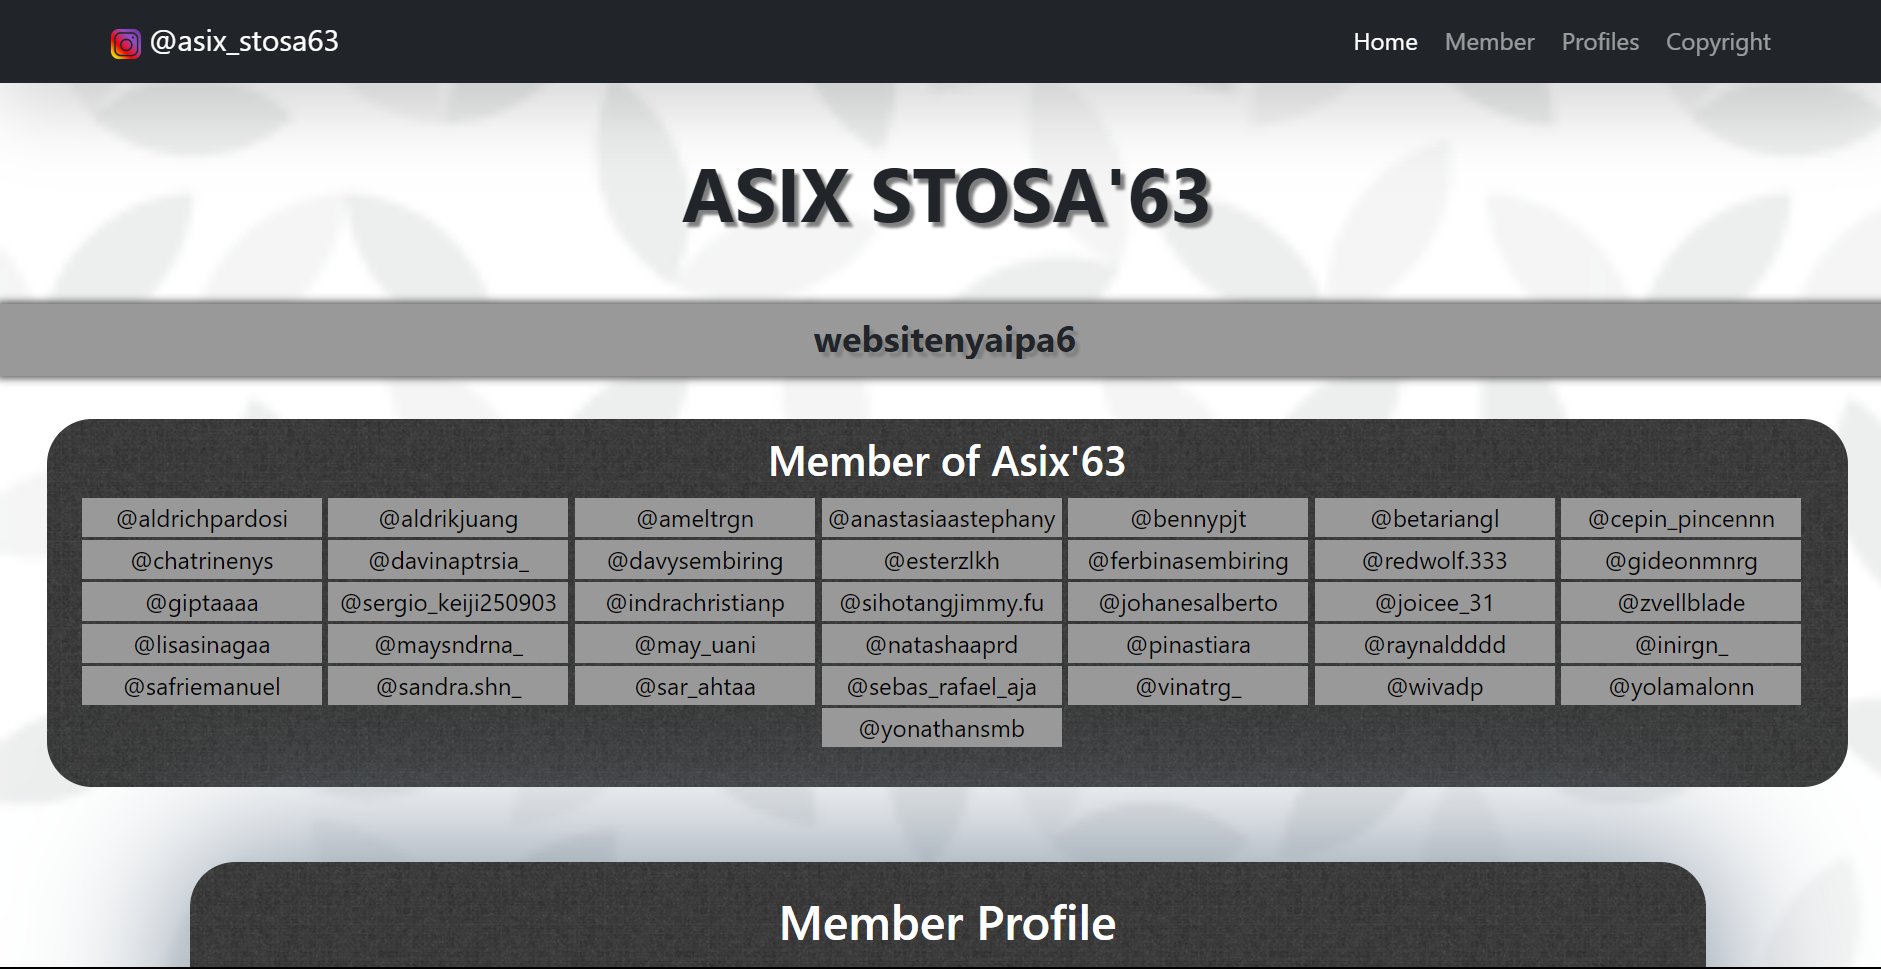 @asix_stosa63 Home Member Profiles Copyright
ASIX STOSA'63
websitenyaipa6
Member of Asix'63
@aldrichpardosi @aldrikjuang @ameltrgn @anastasiaastephany @bennypjt @betariangl @cepin_pincennn
@chatrinenys @davinaptrsia_ @davysembiring @esterzlkh @ferbinasembiring @redwolf.333 @gideonmnrg
@giptaaaa @sergio_keiji250903 @indrachristianp @sihotangjimmy.fu @johanesalberto @joicee_31 @zvellblade
@lisasinagaa @maysndrna_ @may_uani @natashaaprd @pinastiara @raynaldddd @inirgn_
@safriemanuel @sandra.shn_ @sar_ahtaa @sebas_rafael_aja @vinatrg_ @wivadp @yolamalonn
@yonathansmb
Member Profile